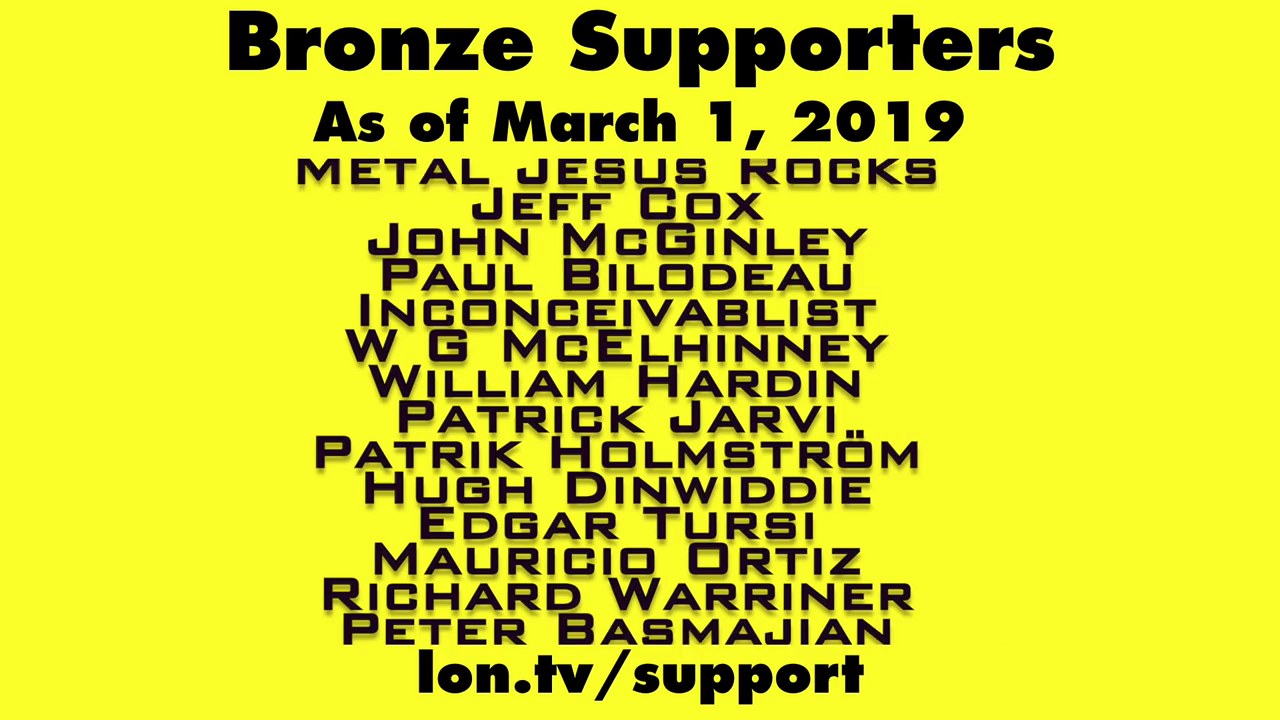 Bronze Supporters
As of March 1, 2019
Metal Jesus Rocks
Jeff Cox
John McGinley
Paul Bilodeau
Inconceivablist
W G McElhinney
William Hardin
Patrick Jarvi
Patrik Holmström
Hugh Dinwiddie
Edgar Tursi
Mauricio Ortiz
Richard Warriner
Peter Basmajian
lon.tv/support